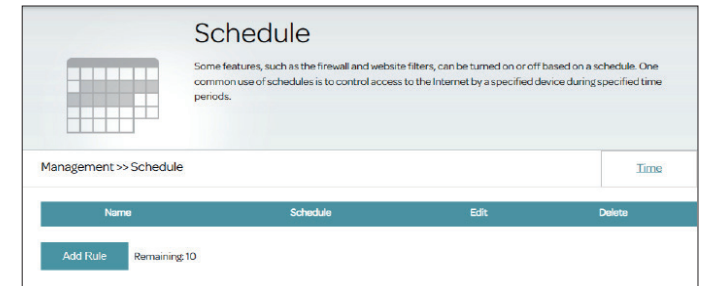 Schedule
Some features, such as the firewall and website filters, can be turned on or off based on a schedule. One
common use of schedules is to control access to the Internet by a specified device during specified time
periods.
Management >> Schedule
Time
Name Schedule Edit Delete
Add Rule Remaining: 10